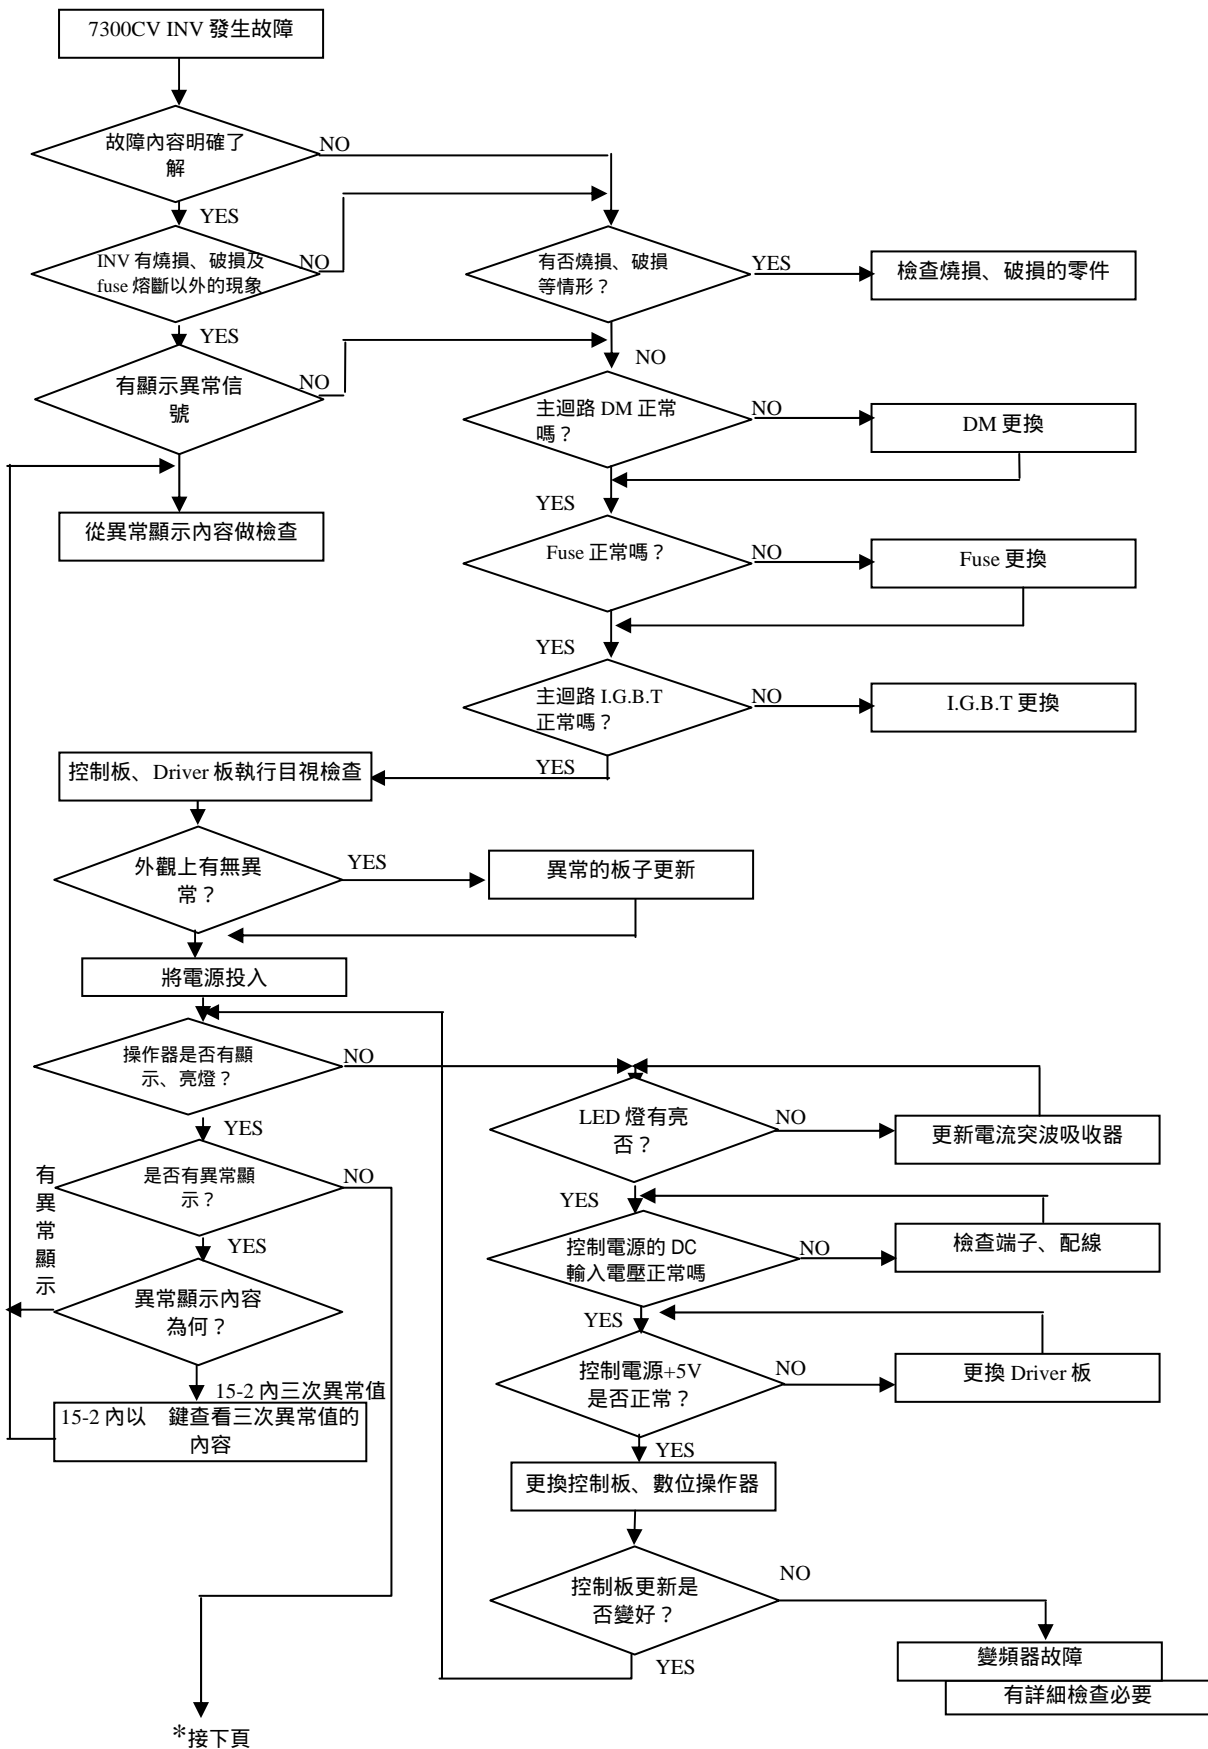 7300CV INV 發生故障
故障內容明確了
解
NO
YES
INV 有燒損、破損及
fuse 熔斷以外的現象
NO
有否燒損、破損
等情形？
YES
檢查燒損、破損的零件
YES
有顯示異常信
號
NO
NO
主迴路 DM 正常
嗎？
NO
DM 更換
從異常顯示內容做檢查
YES
Fuse 正常嗎？
NO
Fuse 更換
YES
主迴路 I.G.B.T
正常嗎？
NO
I.G.B.T 更換
YES
控制板、Driver 板執行目視檢查
外觀上有無異
常？
YES
異常的板子更新
將電源投入
操作器是否有顯
示、亮燈？
NO
LED 燈有亮
否？
NO
更新電流突波吸收器
YES
是否有異常顯
示？
NO
有
異
常
顯
示
YES
YES
控制電源的 DC
輸入電壓正常嗎
NO
檢查端子、配線
異常顯示內容
為何？
YES
控制電源+5V
是否正常？
NO
更換 Driver 板
15-2 內三次異常值
15-2 內以 鍵查看三次異常值的
內容
YES
更換控制板、數位操作器
控制板更新是
否變好？
NO
YES
變頻器故障
有詳細檢查必要
*接下頁